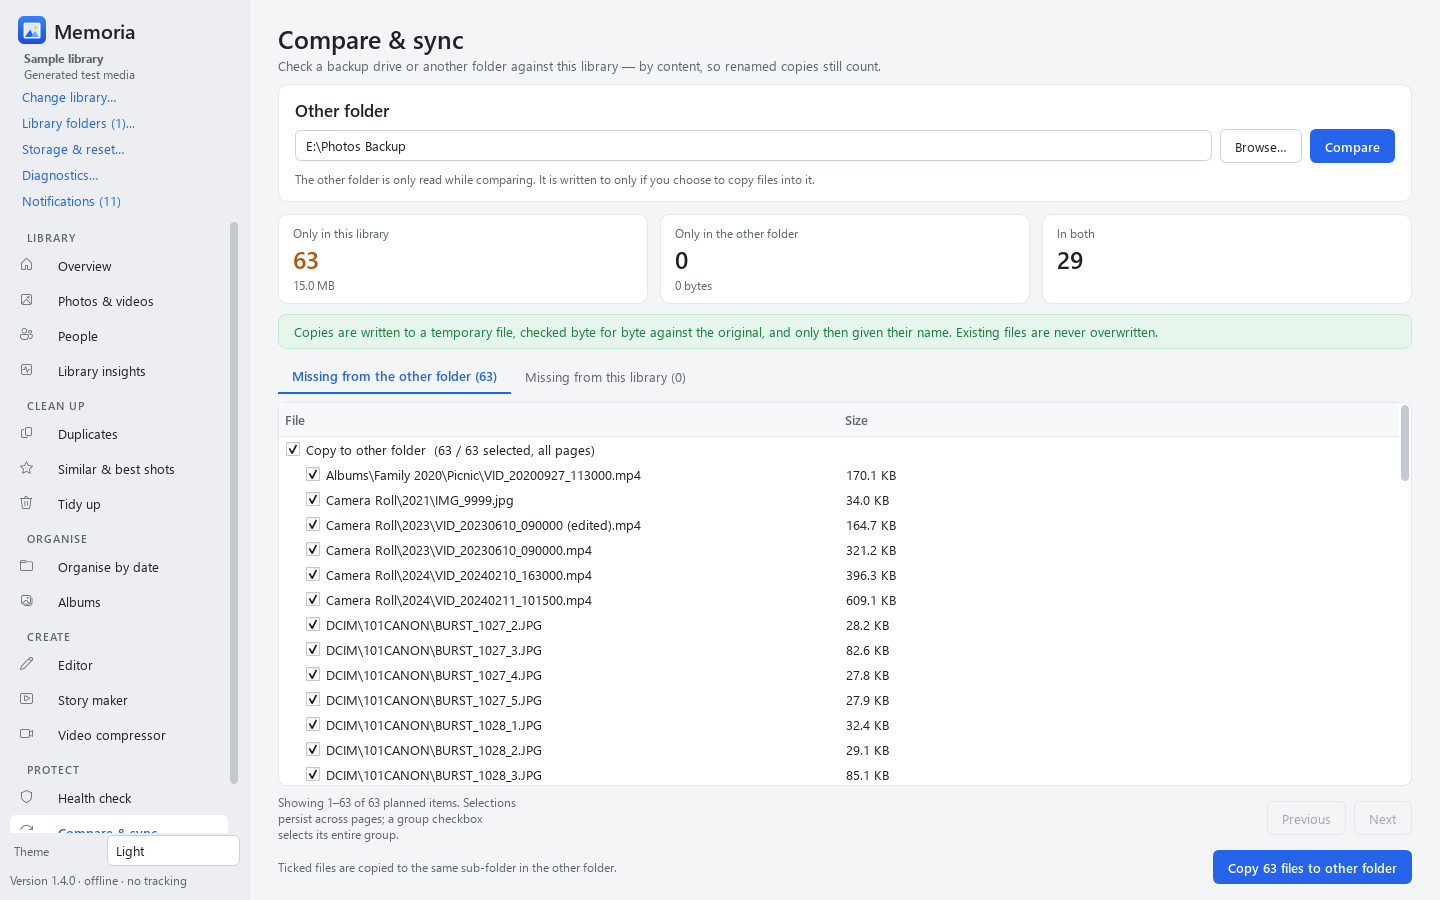 Memoria
Sample library
Generated test media
Change library...
Library folders (1)...
Storage & reset...
Diagnostics...
Notifications (11)
LIBRARY
Overview
Photos & videos
People
Library insights
CLEAN UP
Duplicates
Similar & best shots
Tidy up
ORGANISE
Organise by date
Albums
CREATE
Editor
Story maker
Video compressor
PROTECT
Health check
Compare & sync
Theme
Light
Version 1.4.0 · offline · no tracking
Compare & sync
Check a backup drive or another folder against this library — by content, so renamed copies still count.
Other folder
E:\Photos Backup
Browse...
Compare
The other folder is only read while comparing. It is written to only if you choose to copy files into it.
Only in this library
63
15.0 MB
Only in the other folder
0
0 bytes
In both
29
Copies are written to a temporary file, checked byte for byte against the original, and only then given their name. Existing files are never overwritten.
Missing from the other folder (63)
Missing from this library (0)
File Size
Copy to other folder (63 / 63 selected, all pages)
Albums\Family 2020\Picnic\VID_20200927_113000.mp4 170.1 KB
Camera Roll\2021\IMG_9999.jpg 34.0 KB
Camera Roll\2023\VID_20230610_090000 (edited).mp4 164.7 KB
Camera Roll\2023\VID_20230610_090000.mp4 321.2 KB
Camera Roll\2024\VID_20240210_163000.mp4 396.3 KB
Camera Roll\2024\VID_20240211_101500.mp4 609.1 KB
DCIM\101CANON\BURST_1027_2.JPG 28.2 KB
DCIM\101CANON\BURST_1027_3.JPG 82.6 KB
DCIM\101CANON\BURST_1027_4.JPG 27.8 KB
DCIM\101CANON\BURST_1027_5.JPG 27.9 KB
DCIM\101CANON\BURST_1028_1.JPG 32.4 KB
DCIM\101CANON\BURST_1028_2.JPG 29.1 KB
DCIM\101CANON\BURST_1028_3.JPG 85.1 KB
Showing 1–63 of 63 planned items. Selections
persist across pages; a group checkbox
selects its entire group.
Previous
Next
Ticked files are copied to the same sub-folder in the other folder.
Copy 63 files to other folder